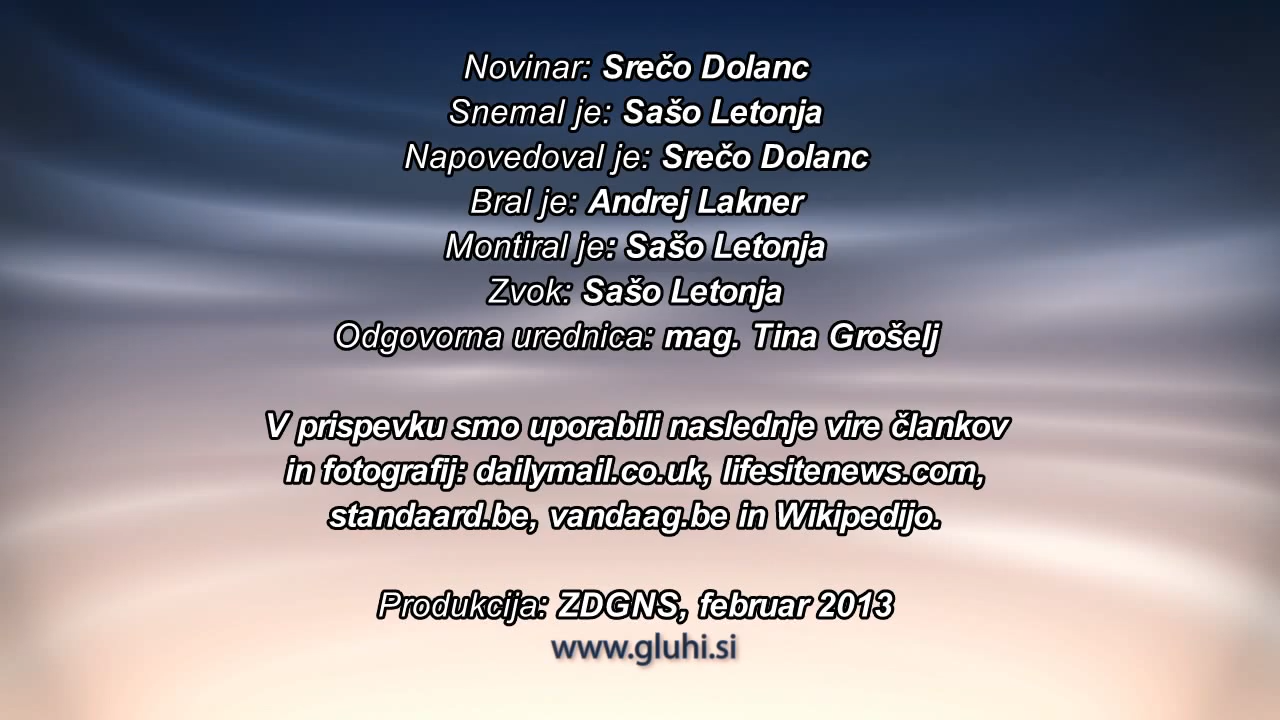 Novinar: Srečo Dolanc
Snemal je: Sašo Letonja
Napovedoval je: Srečo Dolanc
Bral je: Andrej Lakner
Montiral je: Sašo Letonja
Zvok: Sašo Letonja
Odgovorna urednica: mag. Tina Grošelj
V prispevku smo uporabili naslednje vire člankov
in fotografij: dailymail.co.uk, lifesitenews.com,
standaard.be, vandaag.be in Wikipedijo.
Produkcija: ZDGNS, februar 2013
www.gluhi.si